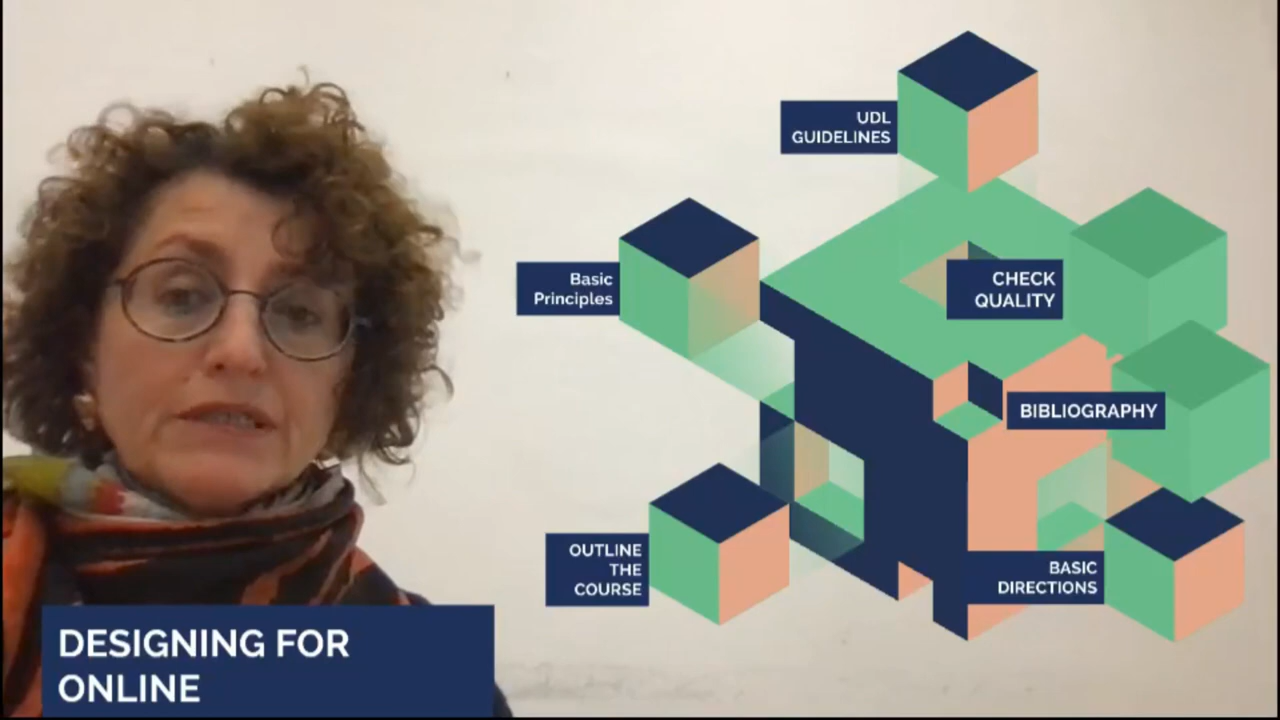 UDL
GUIDELINES
Basic
Principles
CHECK
QUALITY
BIBLIOGRAPHY
OUTLINE
THE
COURSE
BASIC
DIRECTIONS
DESIGNING FOR
ONLINE